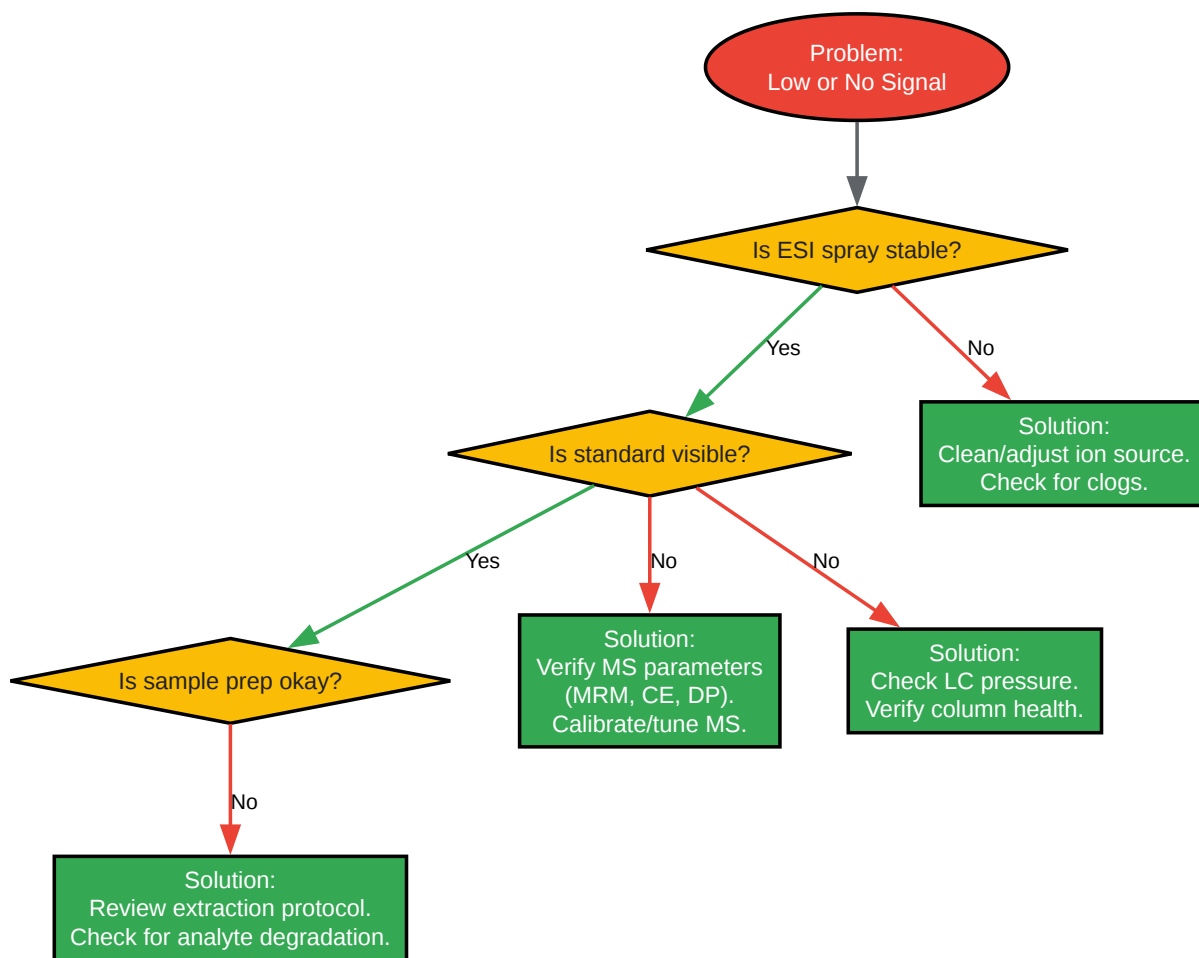 Problem:
Low or No Signal
Is ESI spray stable?
Yes
No
Is standard visible?
Solution:
Clean/adjust ion source.
Check for clogs.
Yes
No
No
Is sample prep okay?
Solution:
Verify MS parameters
(MRM, CE, DP).
Calibrate/tune MS.
Solution:
Check LC pressure.
Verify column health.
No
Solution:
Review extraction protocol.
Check for analyte degradation.